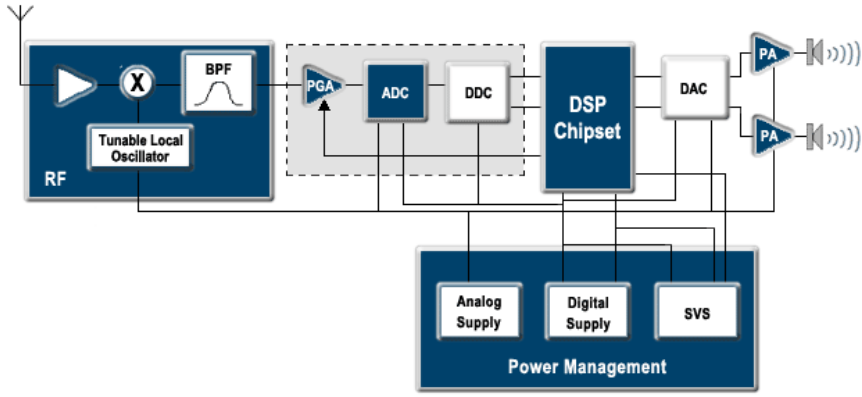 X
BPF
Tunable Local
Oscillator
RF
PGA
ADC
DDC
DSP
Chipset
DAC
PA
PA
Analog
Supply
Digital
Supply
SVS
Power Management